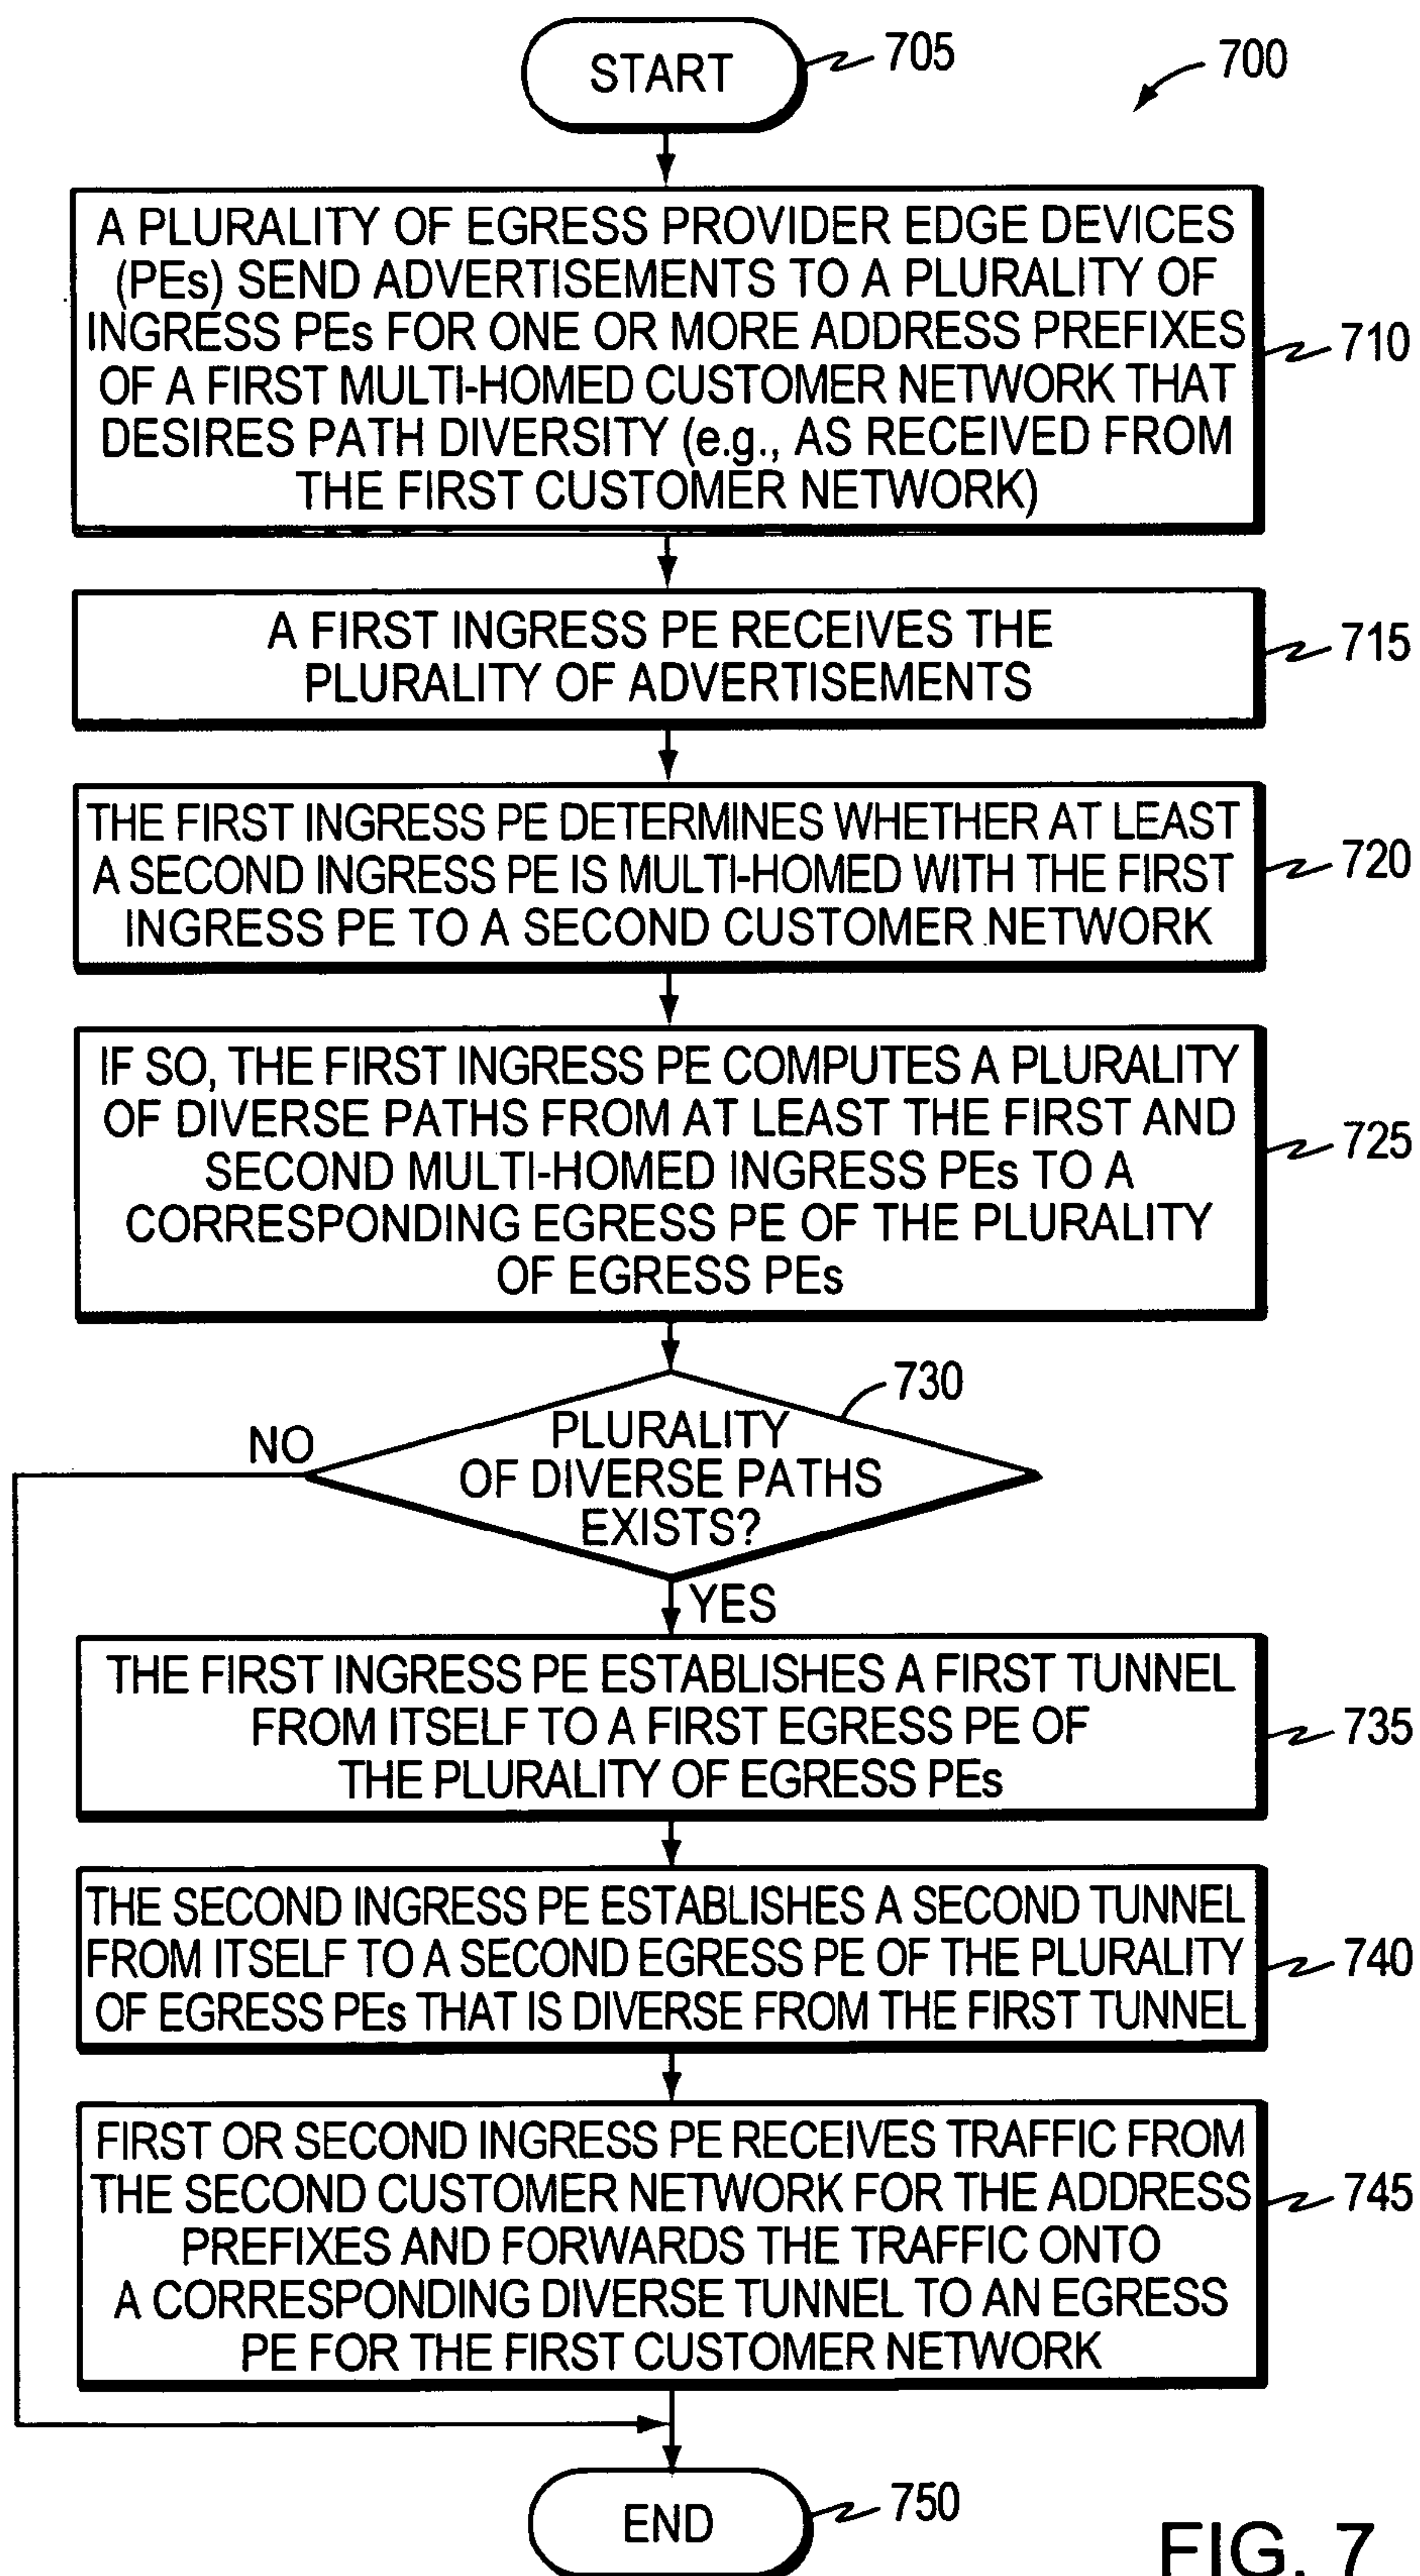 START
705
700
A PLURALITY OF EGRESS PROVIDER EDGE DEVICES
(PEs) SEND ADVERTISEMENTS TO A PLURALITY OF
INGRESS PEs FOR ONE OR MORE ADDRESS PREFIXES
OF A FIRST MULTI-HOMED CUSTOMER NETWORK THAT
DESIRES PATH DIVERSITY (e.g., AS RECEIVED FROM
THE FIRST CUSTOMER NETWORK)
710
A FIRST INGRESS PE RECEIVES THE
PLURALITY OF ADVERTISEMENTS
715
THE FIRST INGRESS PE DETERMINES WHETHER AT LEAST
A SECOND INGRESS PE IS MULTI-HOMED WITH THE FIRST
INGRESS PE TO A SECOND CUSTOMER NETWORK
720
IF SO, THE FIRST INGRESS PE COMPUTES A PLURALITY
OF DIVERSE PATHS FROM AT LEAST THE FIRST AND
SECOND MULTI-HOMED INGRESS PEs TO A
CORRESPONDING EGRESS PE OF THE PLURALITY
OF EGRESS PEs
725
730
NO
PLURALITY
OF DIVERSE PATHS
EXISTS?
YES
THE FIRST INGRESS PE ESTABLISHES A FIRST TUNNEL
FROM ITSELF TO A FIRST EGRESS PE OF
THE PLURALITY OF EGRESS PEs
735
THE SECOND INGRESS PE ESTABLISHES A SECOND TUNNEL
FROM ITSELF TO A SECOND EGRESS PE OF THE PLURALITY
OF EGRESS PEs THAT IS DIVERSE FROM THE FIRST TUNNEL
740
FIRST OR SECOND INGRESS PE RECEIVES TRAFFIC FROM
THE SECOND CUSTOMER NETWORK FOR THE ADDRESS
PREFIXES AND FORWARDS THE TRAFFIC ONTO
A CORRESPONDING DIVERSE TUNNEL TO AN EGRESS
PE FOR THE FIRST CUSTOMER NETWORK
745
END
750
FIG. 7